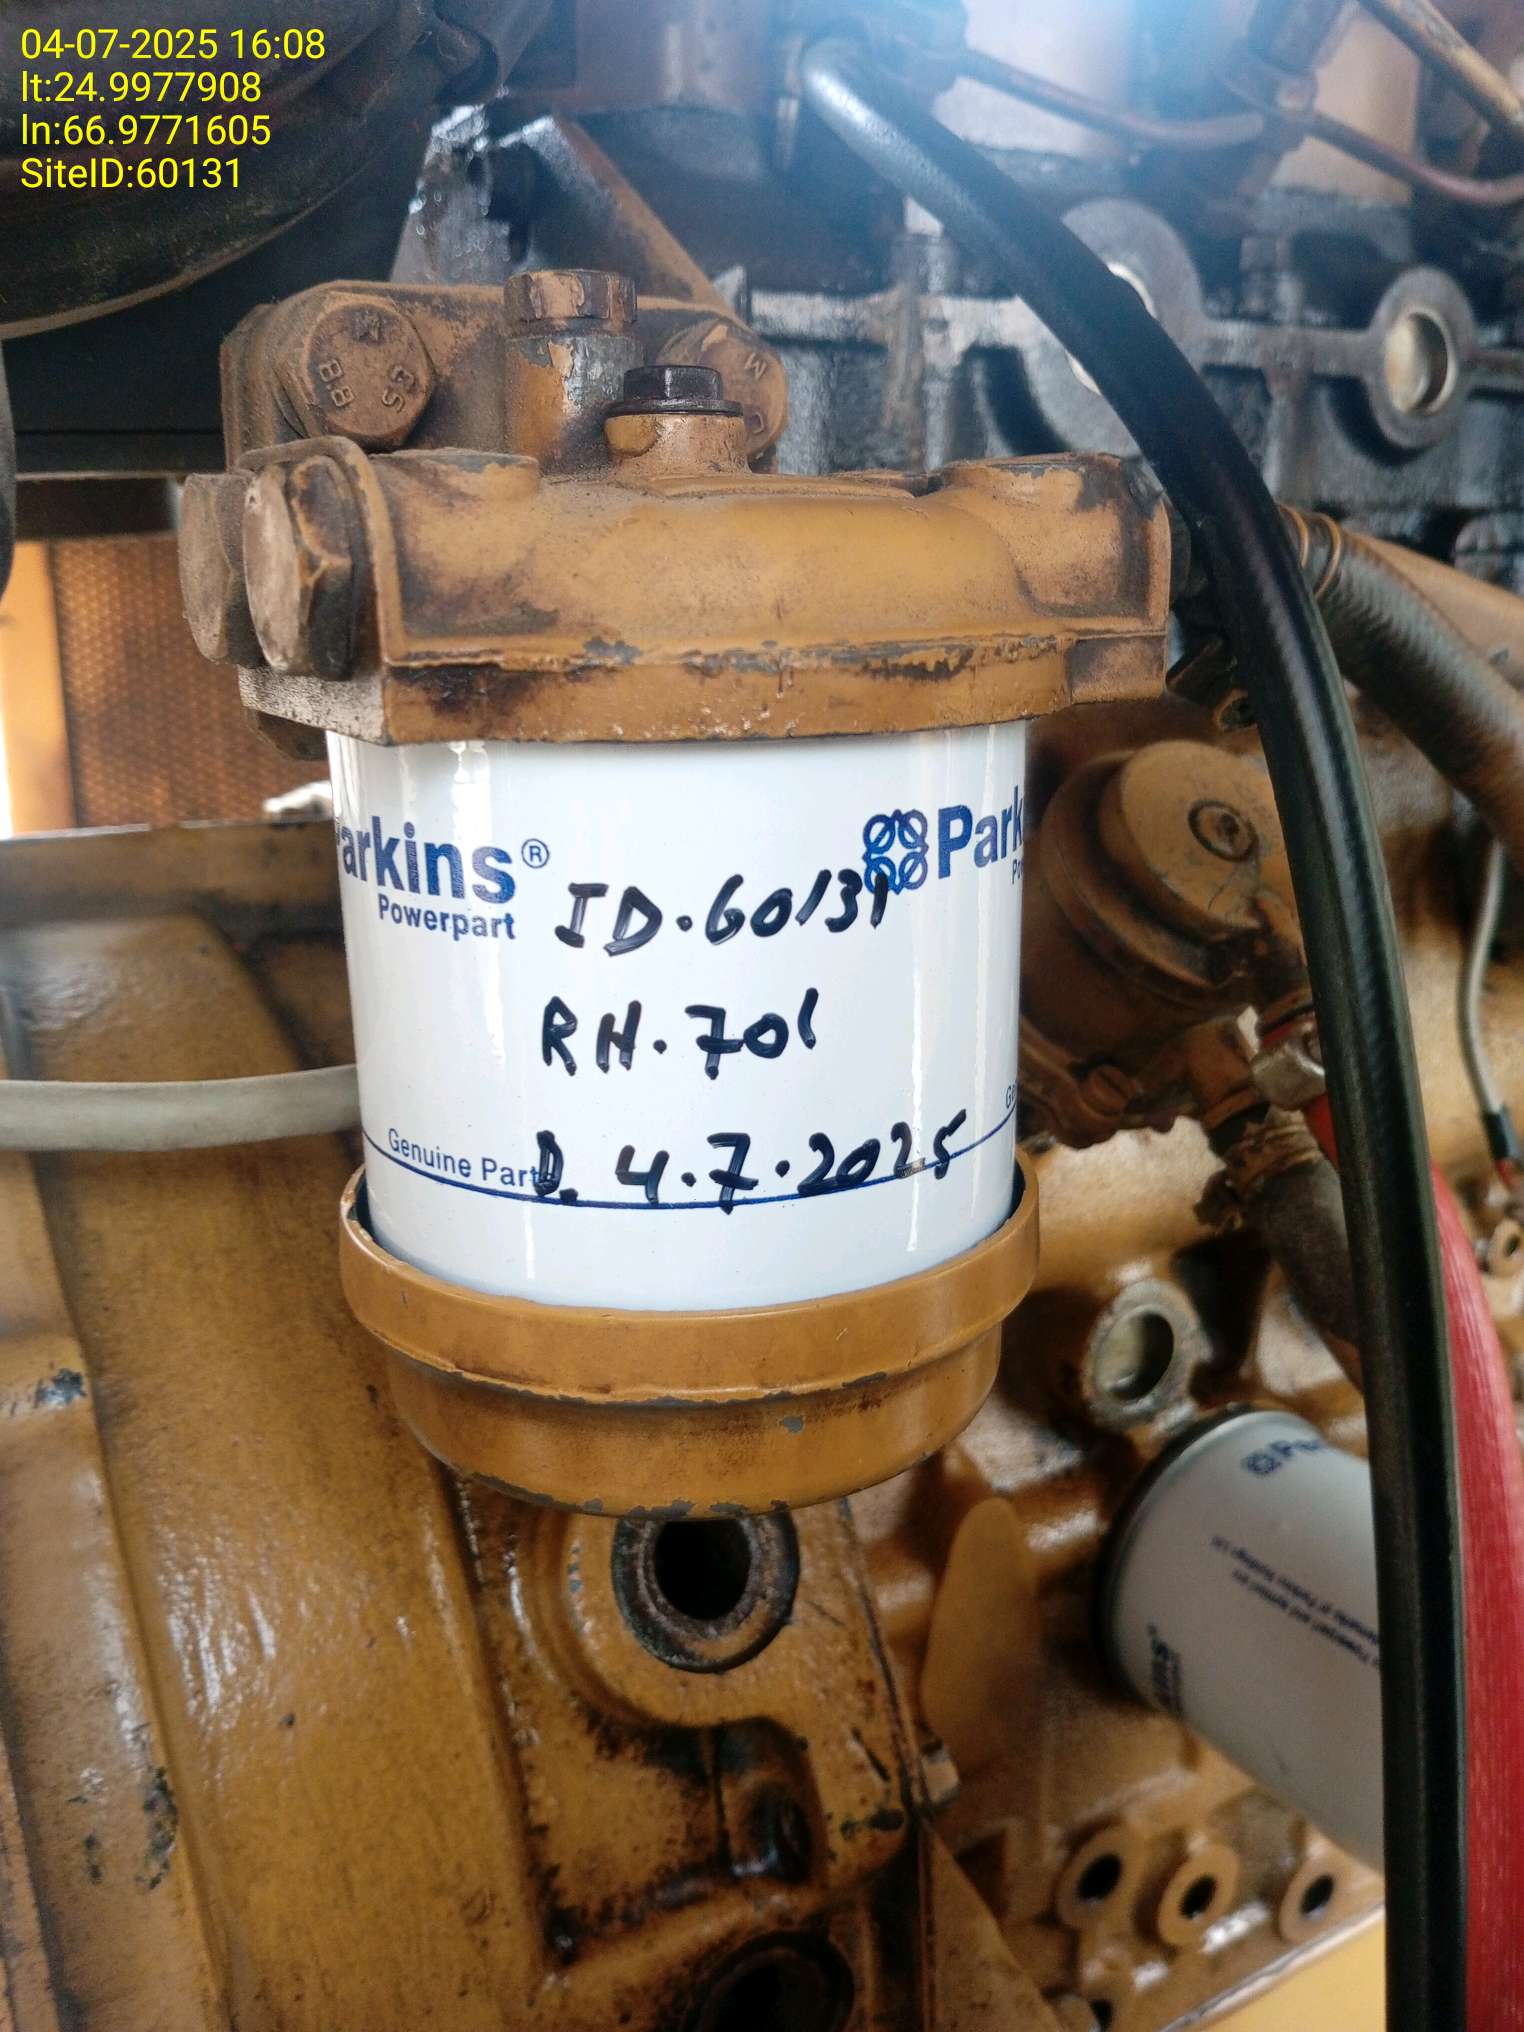 04-07-2025 16:08
lt:24.9977908
ln:66.9771605
SiteID:60131
8.8
Parkins®
Powerpart
Park
ID.60131
RH.701
Genuine Parts
D. 4.7.2025